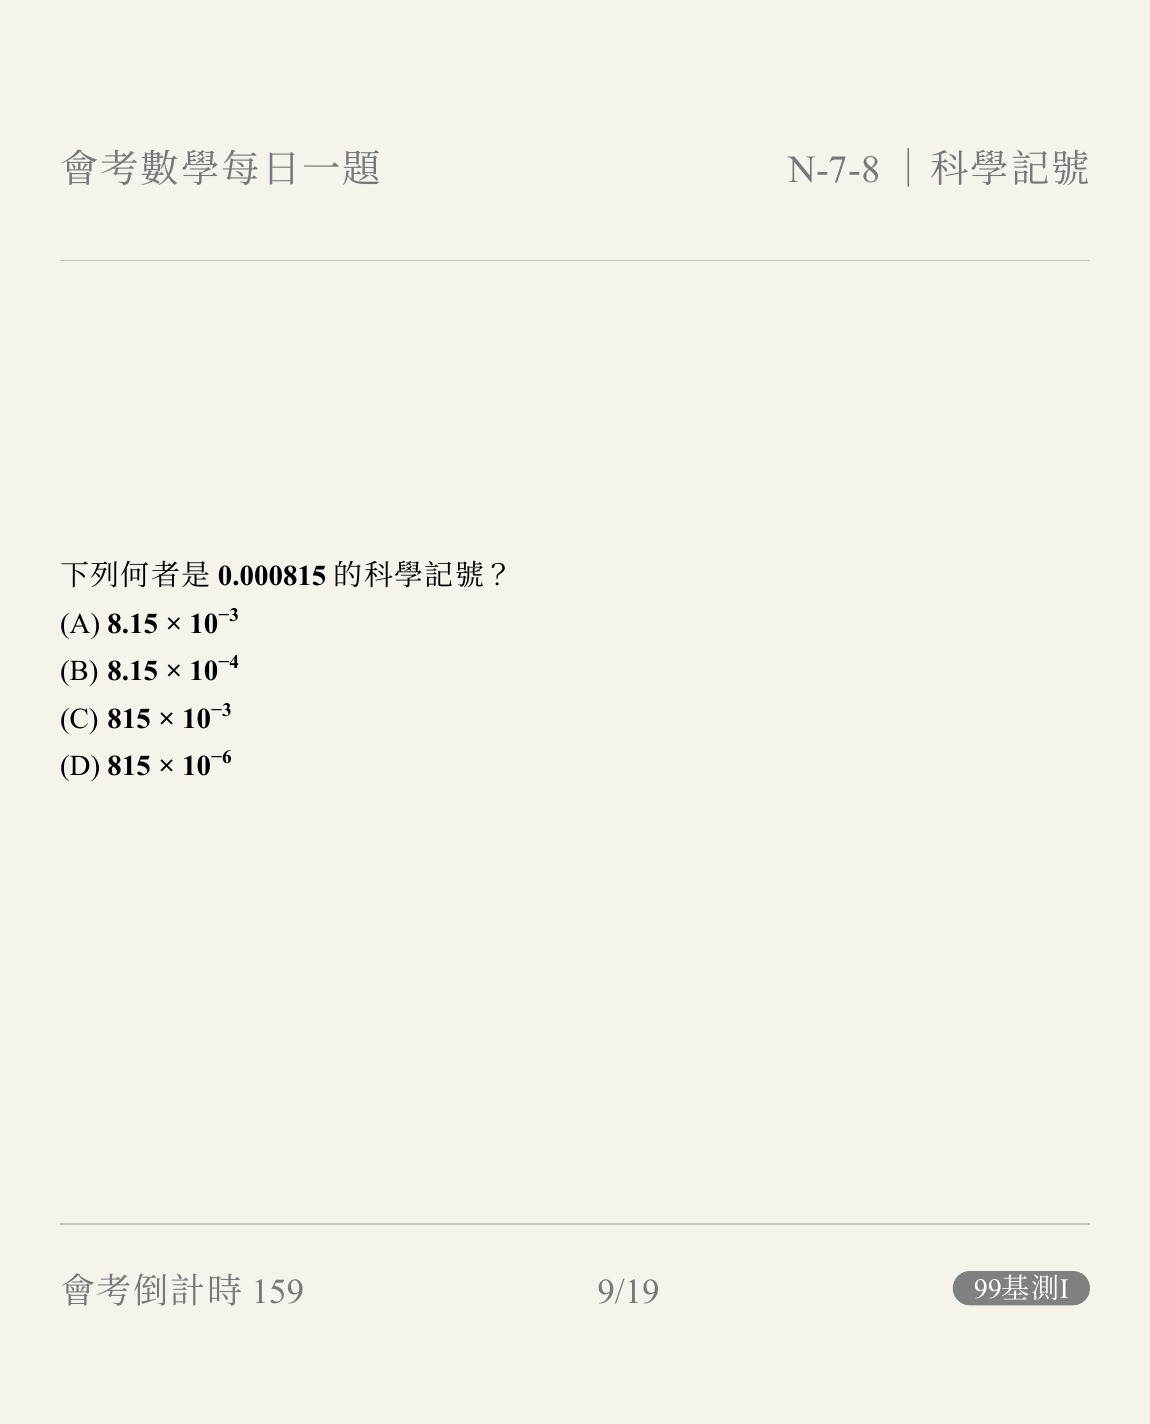 會考數學每日一題
N-7-8 | 科學記號
下列何者是 0.000815 的科學記號？
(A) 8.15 × 10⁻³
(B) 8.15 × 10⁻⁴
(C) 815 × 10⁻³
(D) 815 × 10⁻⁶
會考倒計時 159
9/19
99基測I